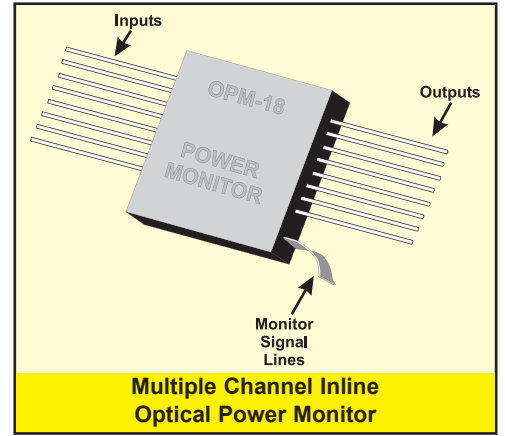 Inputs
OPM-18
Outputs
POWER
MONITOR
Monitor
Signal
Lines
Multiple Channel Inline
Optical Power Monitor